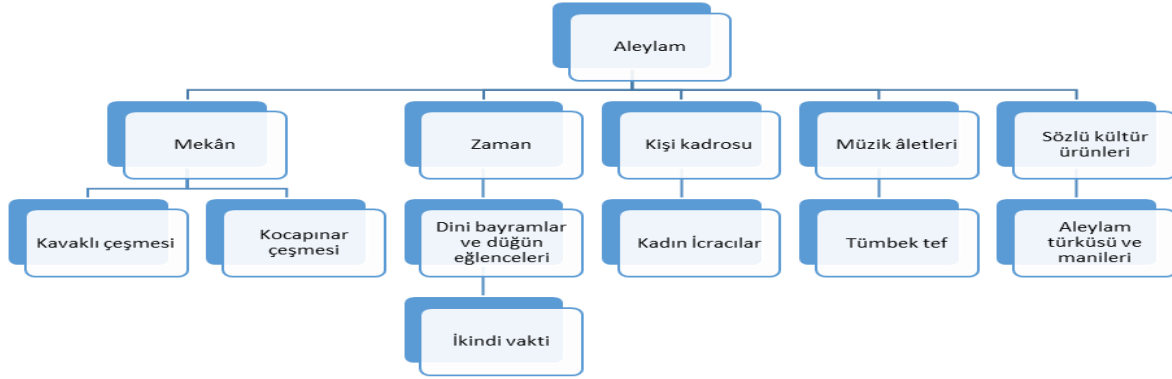 Aleylam
Mekân
Zaman
Kişi kadrosu
Müzik âletleri
Sözlü kültür
ürünleri
Kavaklı çeşmesi
Kocapınar
çeşmesi
Dini bayramlar
ve düğün
eğlenceleri
Kadın İcracılar
Tümbek tef
Aleylam
türküsü ve
manileri
İkindi vakti